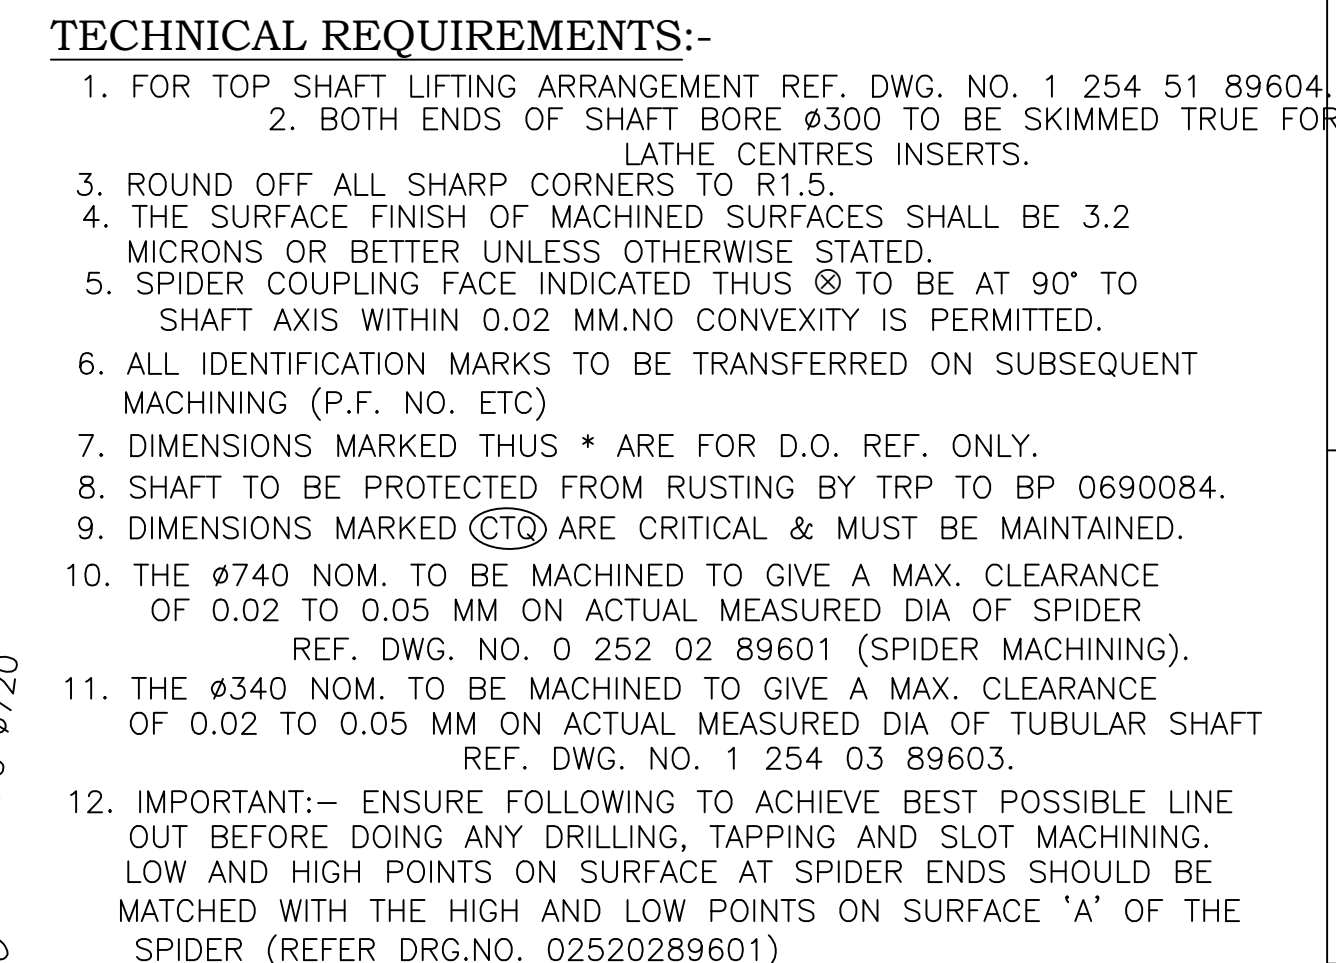 TECHNICAL REQUIREMENTS:-
1. FOR TOP SHAFT LIFTING ARRANGEMENT REF. DWG. NO. 1 254 51 89604.
2. BOTH ENDS OF SHAFT BORE ø300 TO BE SKIMMED TRUE FOR
LATHE CENTRES INSERTS.
3. ROUND OFF ALL SHARP CORNERS TO R1.5.
4. THE SURFACE FINISH OF MACHINED SURFACES SHALL BE 3.2
MICRONS OR BETTER UNLESS OTHERWISE STATED.
5. SPIDER COUPLING FACE INDICATED THUS ⊗ TO BE AT 90° TO
SHAFT AXIS WITHIN 0.02 MM.NO CONVEXITY IS PERMITTED.
6. ALL IDENTIFICATION MARKS TO BE TRANSFERRED ON SUBSEQUENT
MACHINING (P.F. NO. ETC)
7. DIMENSIONS MARKED THUS * ARE FOR D.O. REF. ONLY.
8. SHAFT TO BE PROTECTED FROM RUSTING BY TRP TO BP 0690084.
9. DIMENSIONS MARKED CTQ ARE CRITICAL & MUST BE MAINTAINED.
10. THE ø740 NOM. TO BE MACHINED TO GIVE A MAX. CLEARANCE
OF 0.02 TO 0.05 MM ON ACTUAL MEASURED DIA OF SPIDER
REF. DWG. NO. 0 252 02 89601 (SPIDER MACHINING).
11. THE ø340 NOM. TO BE MACHINED TO GIVE A MAX. CLEARANCE
OF 0.02 TO 0.05 MM ON ACTUAL MEASURED DIA OF TUBULAR SHAFT
REF. DWG. NO. 1 254 03 89603.
12. IMPORTANT:– ENSURE FOLLOWING TO ACHIEVE BEST POSSIBLE LINE
OUT BEFORE DOING ANY DRILLING, TAPPING AND SLOT MACHINING.
LOW AND HIGH POINTS ON SURFACE AT SPIDER ENDS SHOULD BE
MATCHED WITH THE HIGH AND LOW POINTS ON SURFACE 'A' OF THE
SPIDER (REFER DRG.NO. 02520289601)